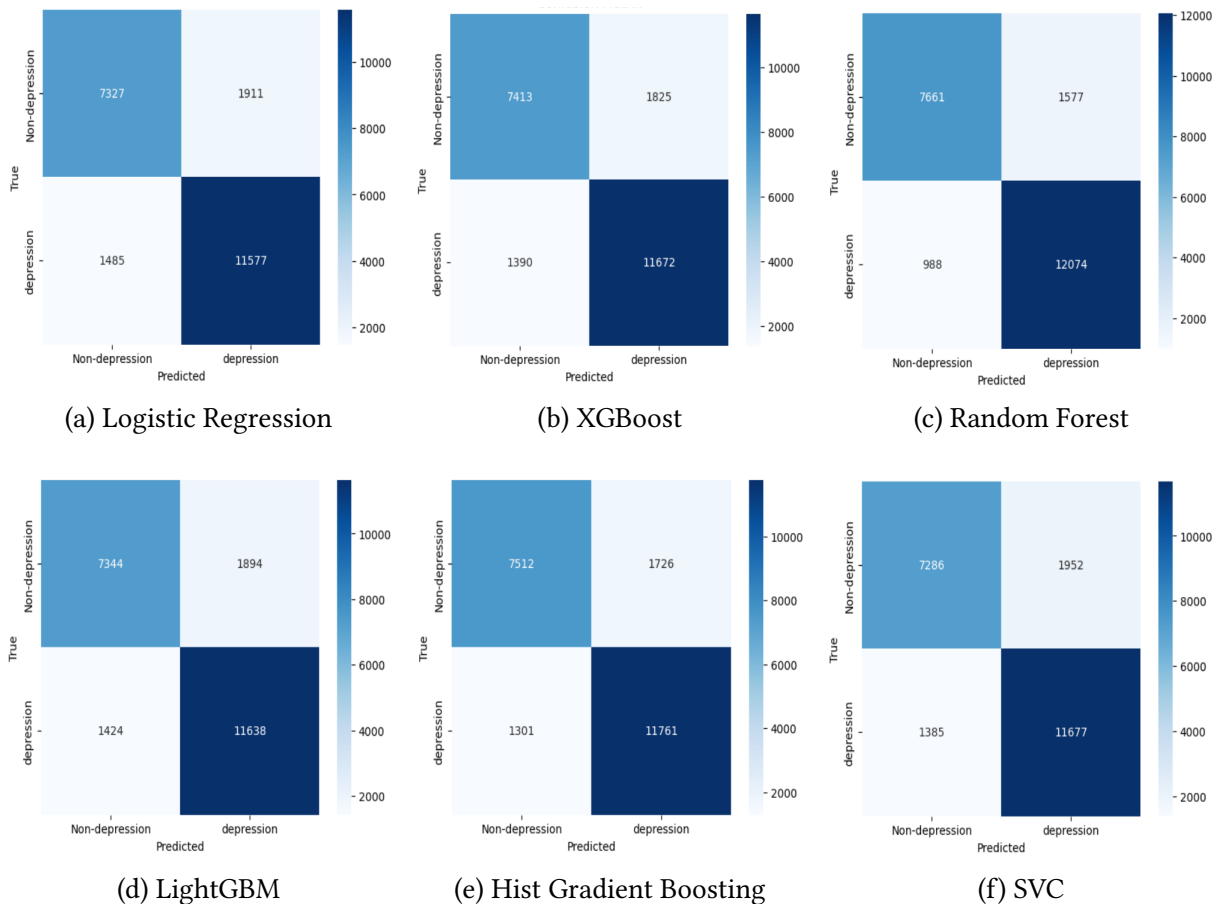 Non-depression
depression
True
7327
1911
1485
11577
Non-depression
depression
Predicted
10000
8000
6000
4000
2000
(a) Logistic Regression
Non-depression
depression
True
7413
1825
1390
11672
Non-depression
depression
Predicted
10000
8000
6000
4000
2000
(b) XGBoost
Non-depression
depression
True
7661
1577
988
12074
Non-depression
depression
Predicted
12000
10000
8000
6000
4000
2000
(c) Random Forest
Non-depression
depression
True
7344
1894
1424
11638
Non-depression
depression
Predicted
10000
8000
6000
4000
2000
(d) LightGBM
Non-depression
depression
True
7512
1726
1301
11761
Non-depression
depression
Predicted
10000
8000
6000
4000
2000
(e) Hist Gradient Boosting
Non-depression
depression
True
7286
1952
1385
11677
Non-depression
depression
Predicted
10000
8000
6000
4000
2000
(f) SVC